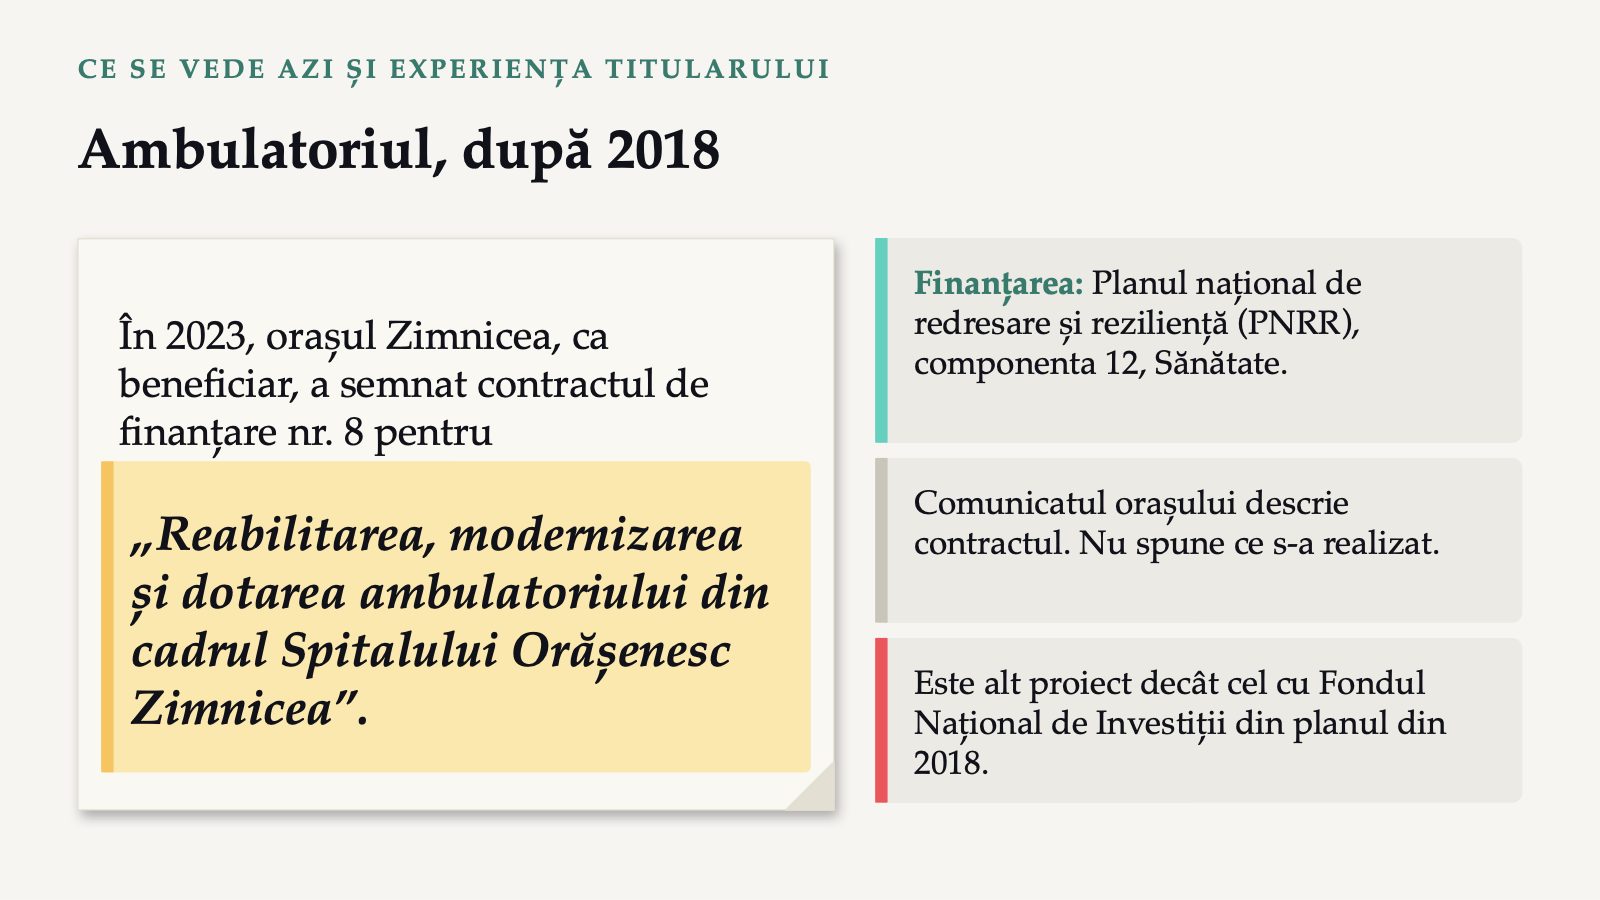 CE SE VEDE AZI ȘI EXPERIENȚA TITULARULUI
Ambulatoriul, după 2018
În 2023, orașul Zimnicea, ca
beneficiar, a semnat contractul de
finanțare nr. 8 pentru
„Reabilitarea, modernizarea
și dotarea ambulatoriului din
cadrul Spitalului Orășenesc
Zimnicea”.
Finanțarea: Planul național de
redresare și reziliență (PNRR),
componenta 12, Sănătate.
Comunicatul orașului descrie
contractul. Nu spune ce s-a realizat.
Este alt proiect decât cel cu Fondul
Național de Investiții din planul din
2018.